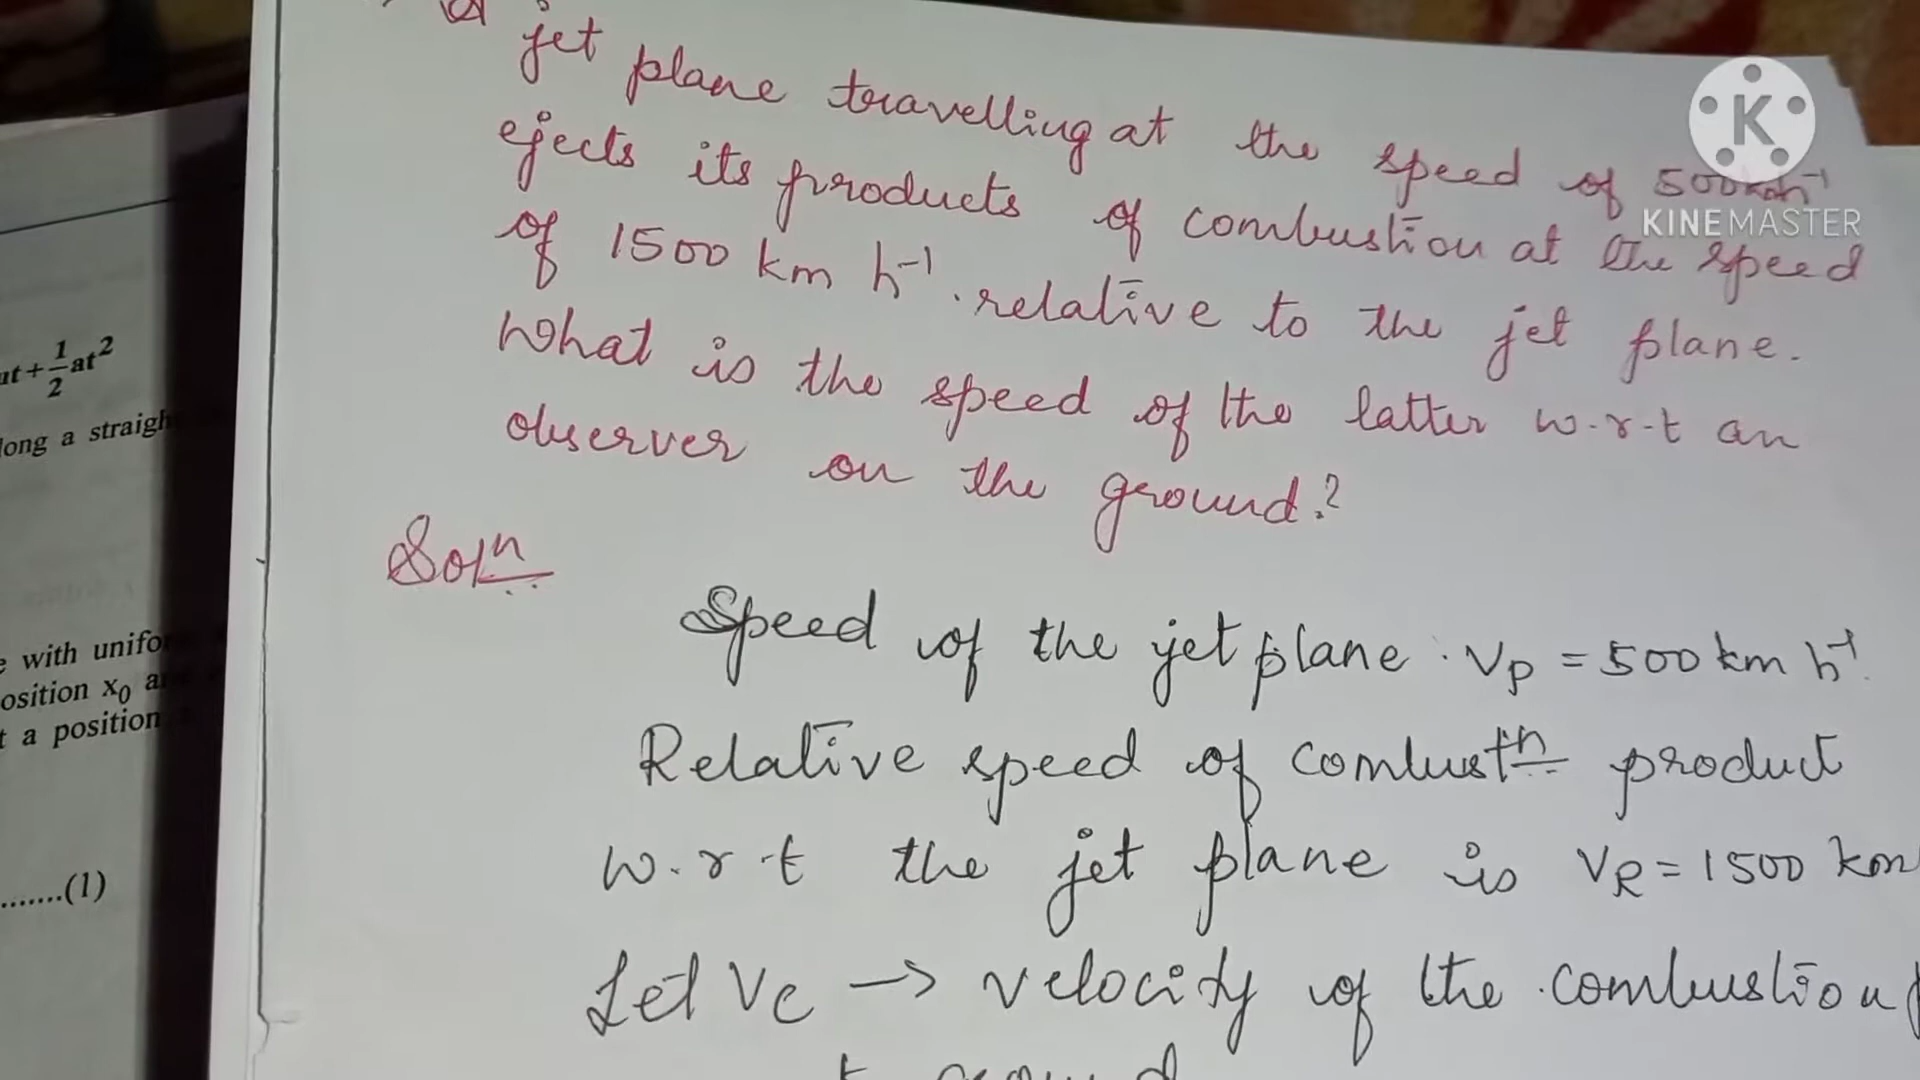 A
jet plane travelling at the speed of 500 km h⁻¹
ejects its products of combustion at the speed
of 1500 km h⁻¹. relative to the jet plane.
What is the speed of the latter w.r.t an
observer on the ground?
Solⁿ
Speed of the jet plane. Vp = 500 km h⁻¹.
Relative speed of combustⁿ product
w.r.t the jet plane is VR = 1500 km
Let Vc → velocity of the combustion
KINEMASTER
K
ut + 1/2 at²
long a straigh
with unifo
osition x₀ a
t a position
.......(1)